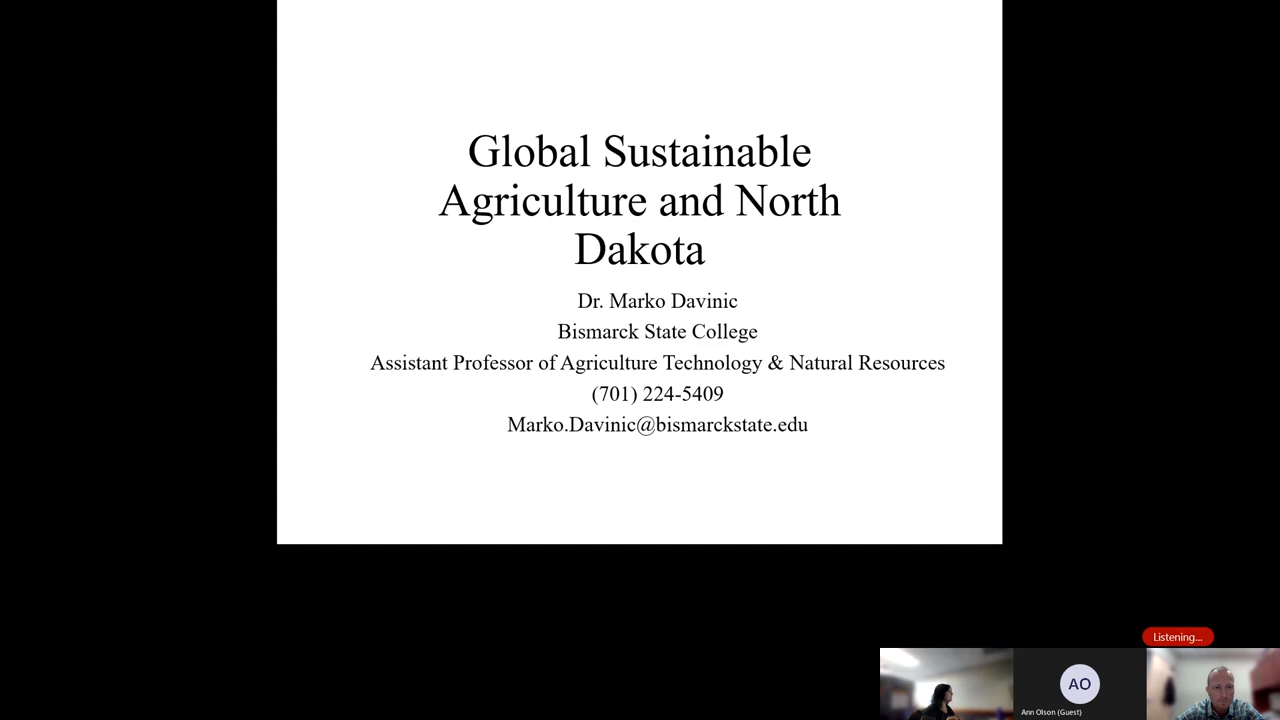 Global Sustainable
Agriculture and North
Dakota
Dr. Marko Davinic
Bismarck State College
Assistant Professor of Agriculture Technology & Natural Resources
(701) 224-5409
Marko.Davinic@bismarckstate.edu
Listening...
AO
Ann Olson (Guest)